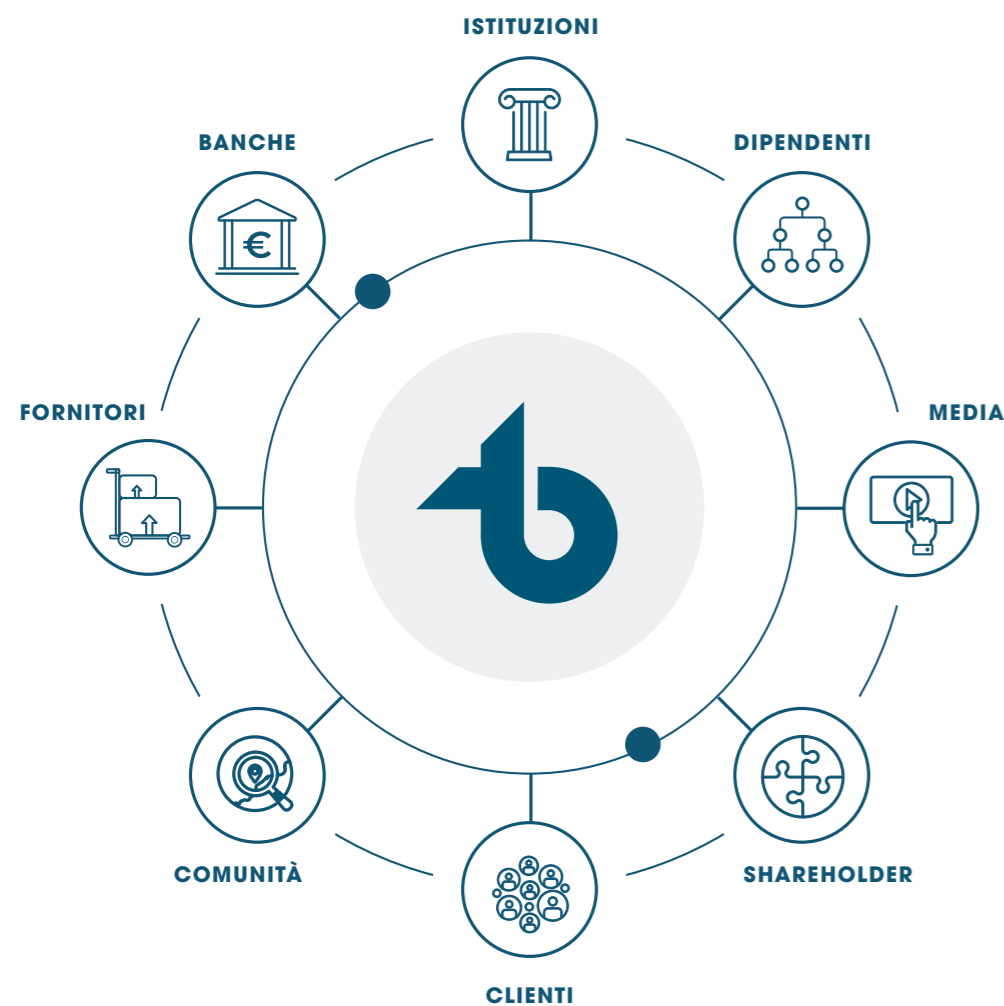 ISTITUZIONI
BANCHE
DIPENDENTI
€
FORNITORI
MEDIA
COMUNITÀ
SHAREHOLDER
CLIENTI